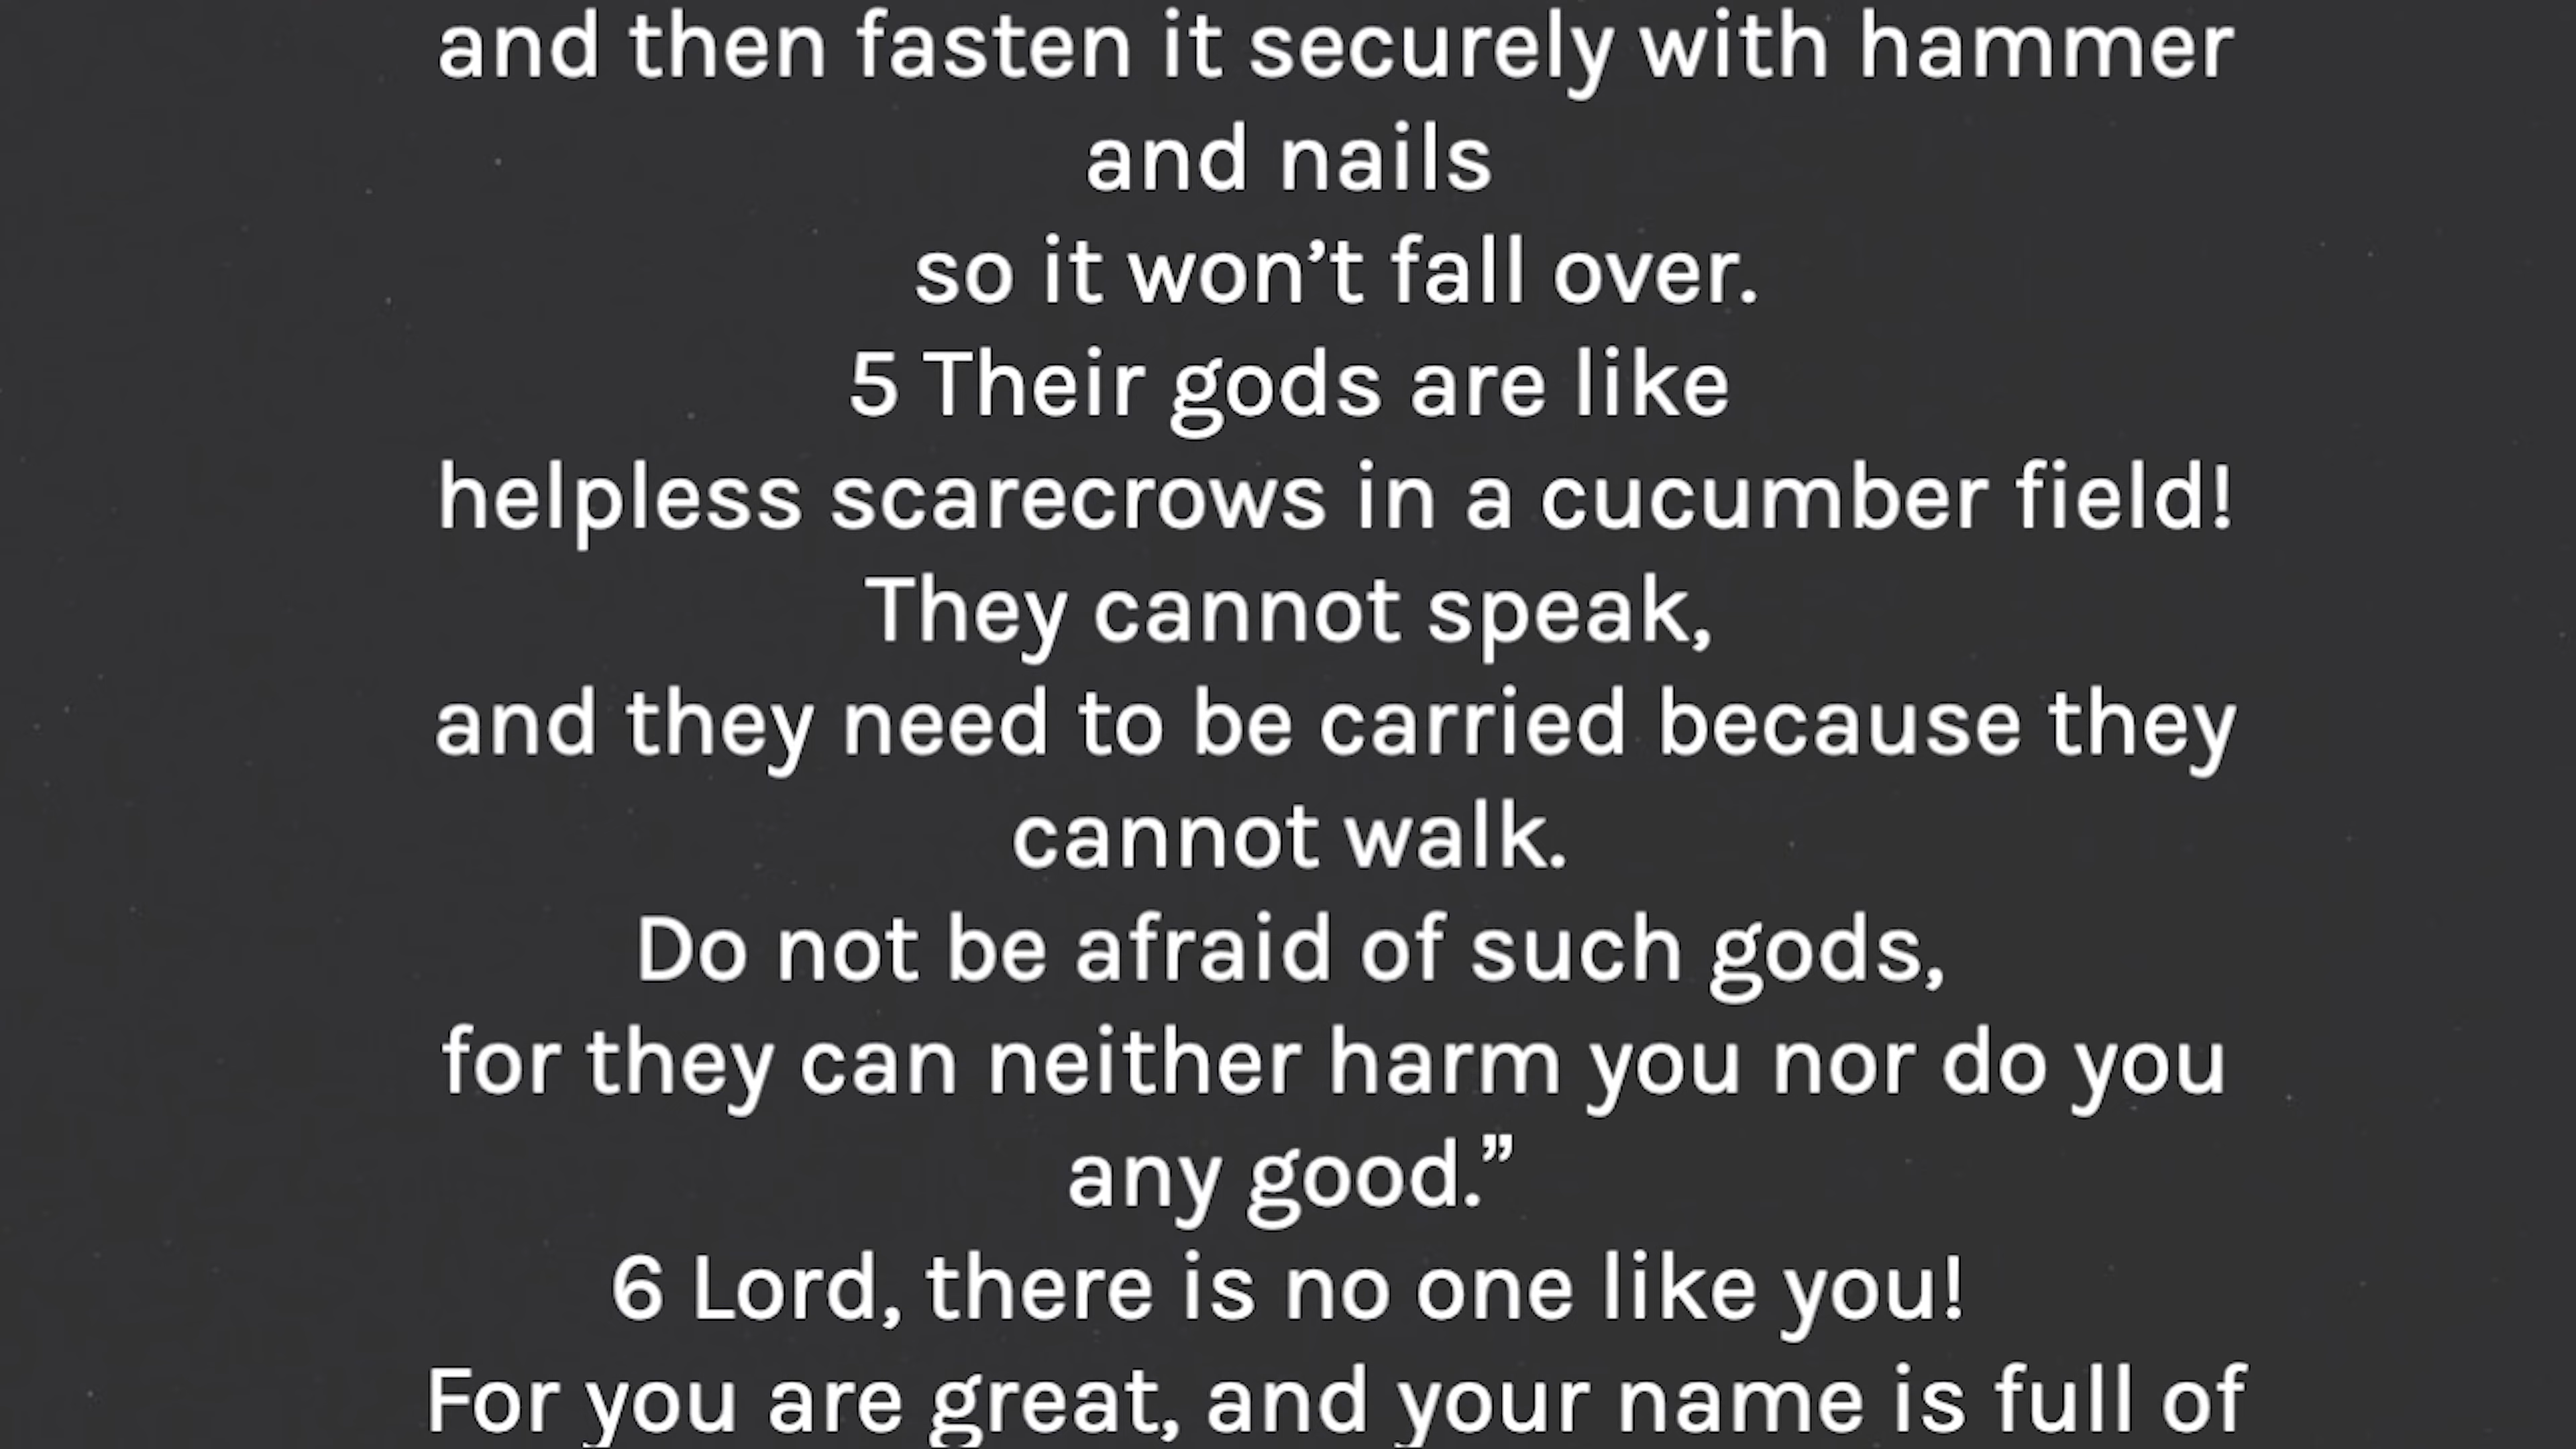 and then fasten it securely with hammer
and nails
so it won’t fall over.
5 Their gods are like
helpless scarecrows in a cucumber field!
They cannot speak,
and they need to be carried because they
cannot walk.
Do not be afraid of such gods,
for they can neither harm you nor do you
any good.”
6 Lord, there is no one like you!
For you are great, and your name is full of